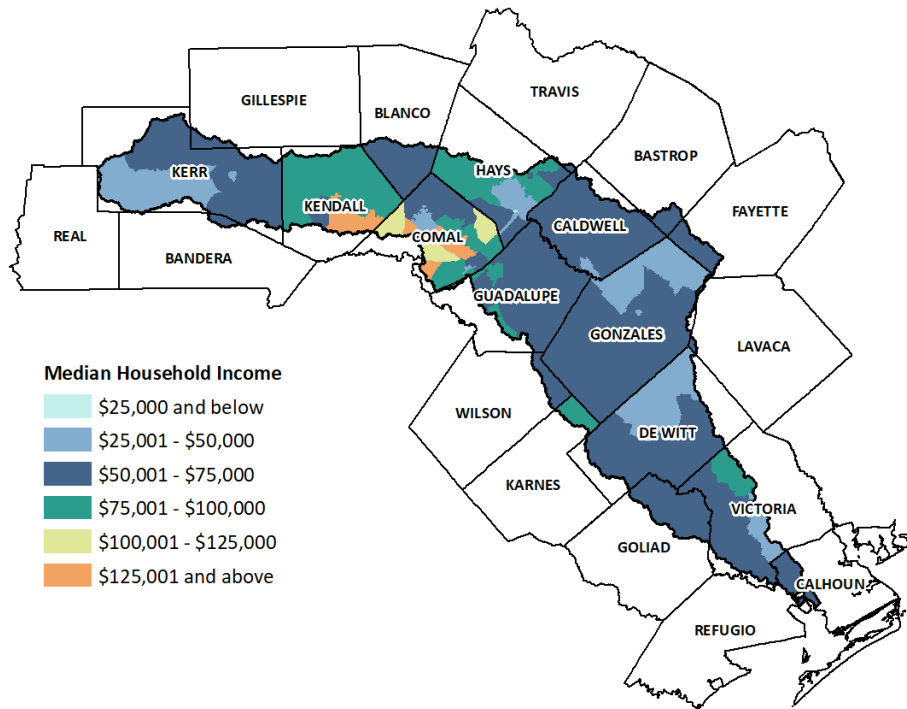 TRAVIS
GILLESPIE
BLANCO
BASTROP
HAYS
KERR
KENDALL
FAYETTE
CALDWELL
REAL
COMAL
BANDERA
GUADALUPE
GONZALES
LAVACA
Median Household Income
$25,000 and below
$25,001 - $50,000
$50,001 - $75,000
$75,001 - $100,000
$100,001 - $125,000
$125,001 and above
WILSON
DE WITT
KARNES
VICTORIA
GOLIAD
CALHOUN
REFUGIO